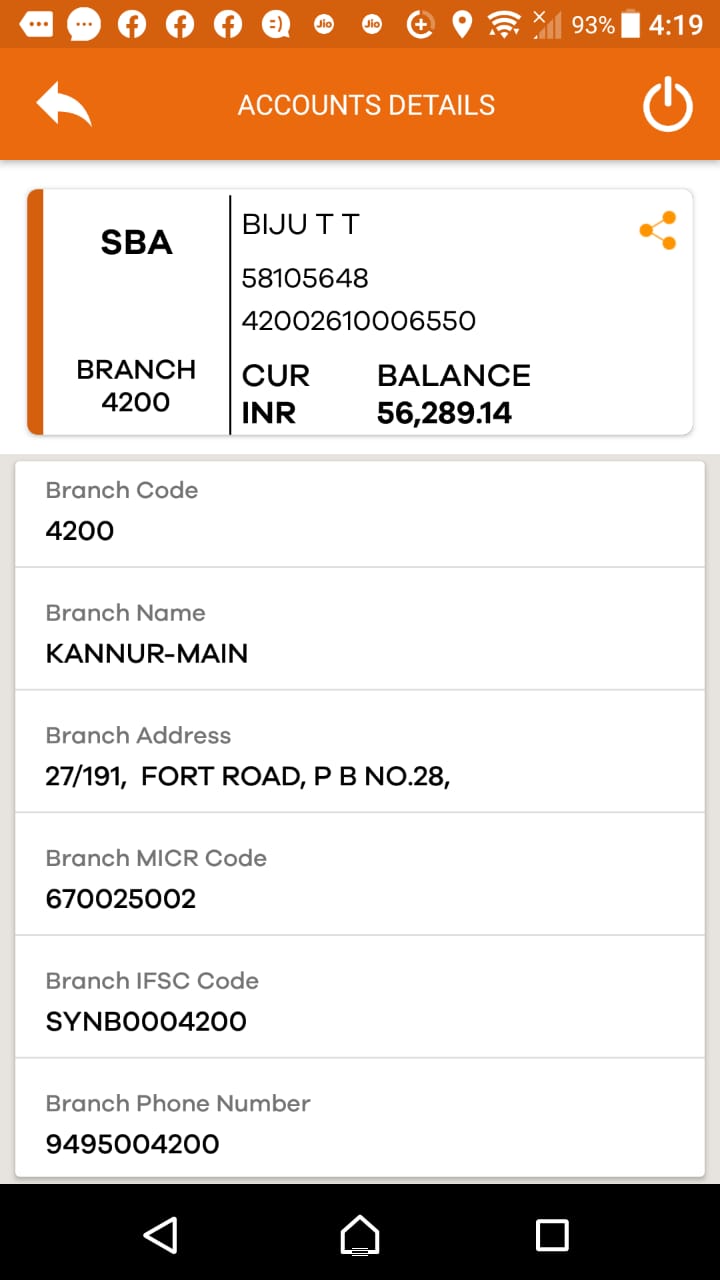 Jio Jio 93% 4:19
ACCOUNTS DETAILS
SBA
BRANCH
4200
BIJU T T
58105648
42002610006550
CUR BALANCE
INR 56,289.14
Branch Code
4200
Branch Name
KANNUR-MAIN
Branch Address
27/191,  FORT ROAD, P B NO.28,
Branch MICR Code
670025002
Branch IFSC Code
SYNB0004200
Branch Phone Number
9495004200